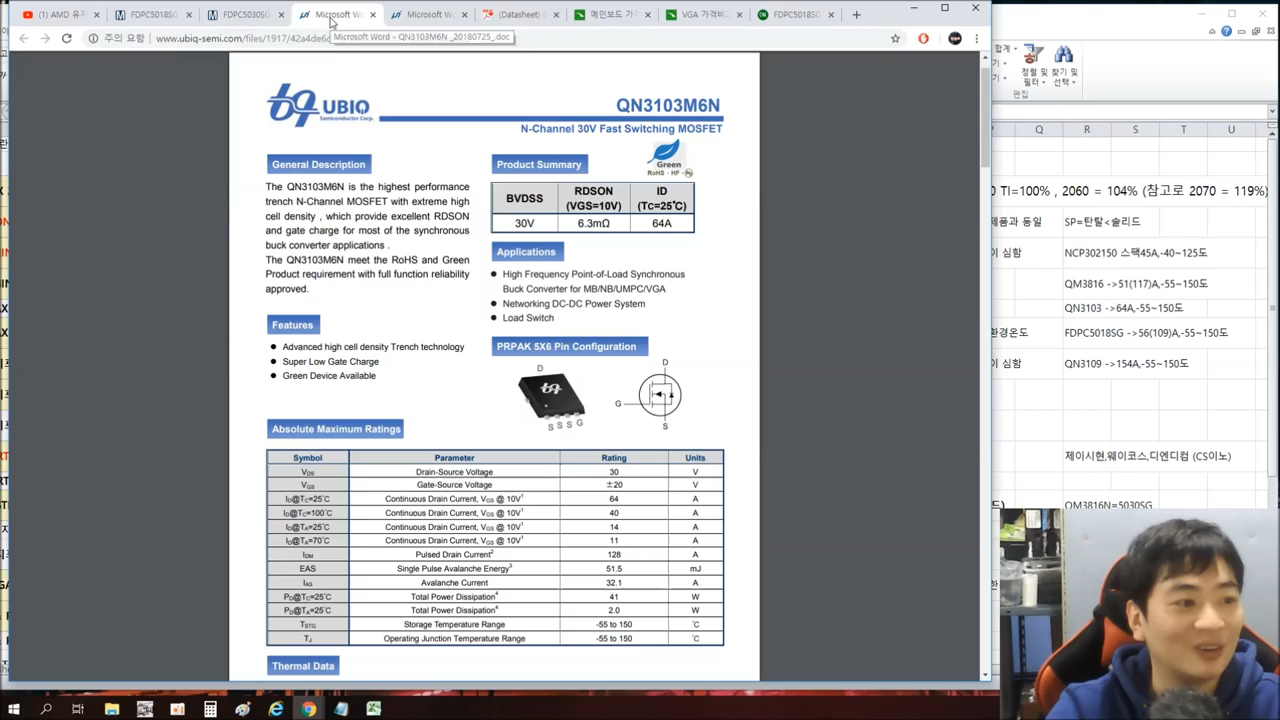 (1) AMD 유
FDPC5018SG
FDPC5030SG
Microsoft Wo
Microsoft Wo
(Datasheet) (
메인보드 가
VGA 가격비
FDPC5018SG
주의 요함
www.ubiq-semi.com/files/1917/42a4de6
Microsoft Word - QN3103M6N _20180725_.doc
UBIQ
Semiconductor Corp.
QN3103M6N
N-Channel 30V Fast Switching MOSFET
General Description
The QN3103M6N is the highest performance
trench N-Channel MOSFET with extreme high
cell density , which provide excellent RDSON
and gate charge for most of the synchronous
buck converter applications .
The QN3103M6N meet the RoHS and Green
Product requirement with full function reliability
approved.
Features
Advanced high cell density Trench technology
Super Low Gate Charge
Green Device Available
Product Summary
Green
RoHS - HF - Pb
BVDSS RDSON (VGS=10V) ID (Tc=25℃)
30V 6.3mΩ 64A
Applications
High Frequency Point-of-Load Synchronous
Buck Converter for MB/NB/UMPC/VGA
Networking DC-DC Power System
Load Switch
PRPAK 5X6 Pin Configuration
D
S S S G
D
G
S
Absolute Maximum Ratings
Symbol Parameter Rating Units
VDS Drain-Source Voltage 30 V
VGS Gate-Source Voltage ±20 V
ID@TC=25℃ Continuous Drain Current, VGS @ 10V1 64 A
ID@TC=100℃ Continuous Drain Current, VGS @ 10V1 40 A
ID@TA=25℃ Continuous Drain Current, VGS @ 10V1 14 A
ID@TA=70℃ Continuous Drain Current, VGS @ 10V1 11 A
IDM Pulsed Drain Current2 128 A
EAS Single Pulse Avalanche Energy3 51.5 mJ
IAS Avalanche Current 32.1 A
PD@TC=25℃ Total Power Dissipation4 41 W
PD@TA=25℃ Total Power Dissipation4 2.0 W
TSTG Storage Temperature Range -55 to 150 ℃
TJ Operating Junction Temperature Range -55 to 150 ℃
Thermal Data
정렬 및
필터
찾기 및
선택
편집
Q R S T U
0 TI=100% , 2060 = 104% (참고로 2070 = 119%)
제품과 동일 SP=탄탈<솔리드
이 심함 NCP302150 스팩45A,-40~125도
QM3816 ->51(117)A,-55~150도
QN3103 ->64A,-55~150도
환경온도 FDPC5018SG ->56(109)A,-55~150도
이 심함 QN3109 ->154A,-55~150도
제이시현,웨이코스,디엔디컴 (CS이노)
QM3816N=5030SG